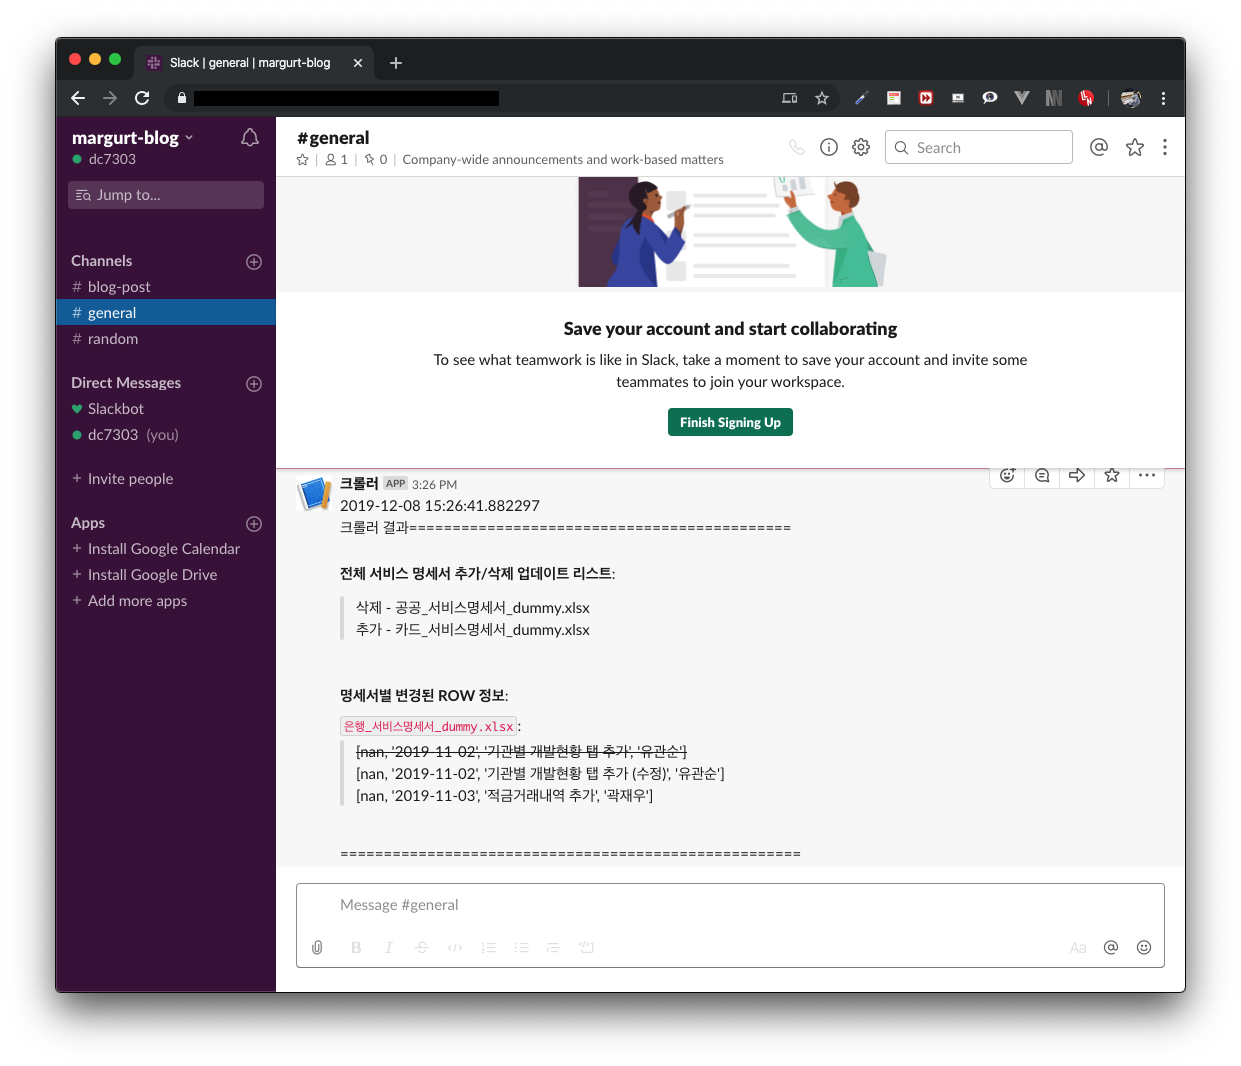 Slack | general | margurt-blog
margurt-blog
dc7303
Jump to...
Channels
# blog-post
# general
# random
Direct Messages
Slackbot
dc7303 (you)
+ Invite people
Apps
+ Install Google Calendar
+ Install Google Drive
+ Add more apps
#general
1 | 0 | Company-wide announcements and work-based matters
Search
Save your account and start collaborating
To see what teamwork is like in Slack, take a moment to save your account and invite some
teammates to join your workspace.
Finish Signing Up
크롤러 APP 3:26 PM
2019-12-08 15:26:41.882297
크롤러 결과============================================
전체 서비스 명세서 추가/삭제 업데이트 리스트:
삭제 - 공공_서비스명세서_dummy.xlsx
추가 - 카드_서비스명세서_dummy.xlsx
명세서별 변경된 ROW 정보:
은행_서비스명세서_dummy.xlsx:
[nan, '2019-11-02', '기관별 개발현황 탭 추가', '유관순']
[nan, '2019-11-02', '기관별 개발현황 탭 추가 (수정)', '유관순']
[nan, '2019-11-03', '적금거래내역 추가', '곽재우']
=====================================================
Message #general
B I S </> Aa @